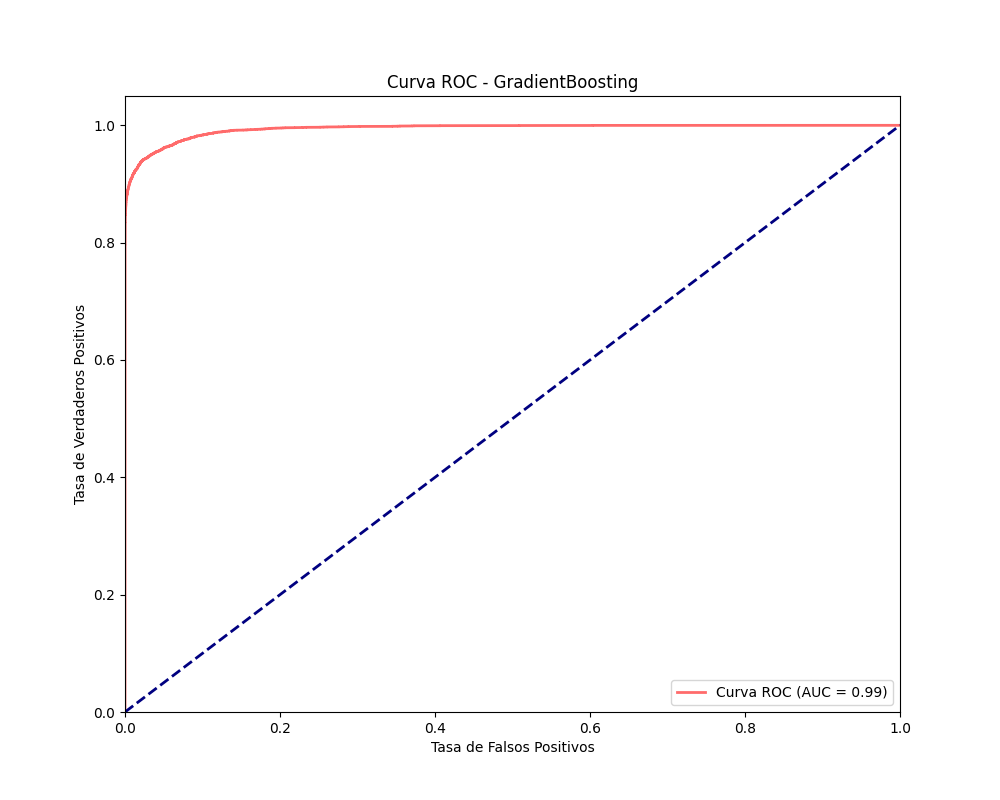 Curva ROC - GradientBoosting
Tasa de Verdaderos Positivos
1.0
0.8
0.6
0.4
0.2
0.0
Curva ROC (AUC = 0.99)
0.0 0.2 0.4 0.6 0.8 1.0
Tasa de Falsos Positivos